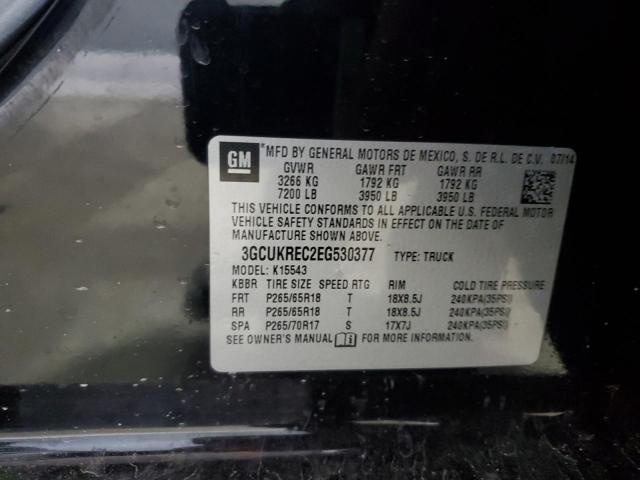 GM
*MFD BY GENERAL MOTORS DE MEXICO, S. DE R.L. DE C.V. 07/14
GVWR GAWR FRT GAWR RR
3266 KG 1792 KG 1792 KG
7200 LB 3950 LB 3950 LB
THIS VEHICLE CONFORMS TO ALL APPLICABLE U.S. FEDERAL MOTOR
VEHICLE SAFETY STANDARDS IN EFFECT ON THE DATE OF
MANUFACTURE SHOWN ABOVE.
3GCUKREC2EG530377 TYPE: TRUCK
MODEL: K15543
KBBR TIRE SIZE SPEED RTG RIM COLD TIRE PRESSURE
FRT P265/65R18 T 18X8.5J 240KPA(35PSI)
RR P265/65R18 T 18X8.5J 240KPA(35PSI)
SPA P265/70R17 S 17X7J 240KPA(35PSI)
SEE OWNER'S MANUAL FOR MORE INFORMATION.